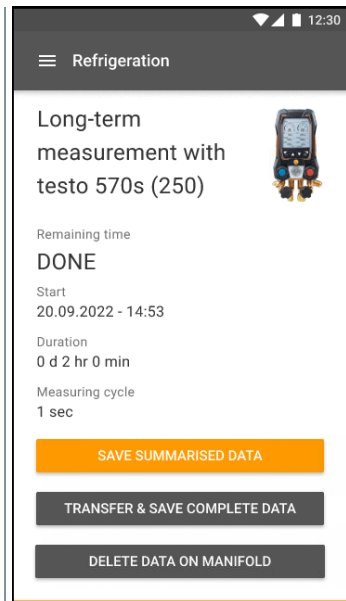 12:30
Refrigeration
Long-term
measurement with
testo 570s (250)
Remaining time
DONE
Start
20.09.2022 - 14:53
Duration
0 d 2 hr 0 min
Measuring cycle
1 sec
SAVE SUMMARISED DATA
TRANSFER & SAVE COMPLETE DATA
DELETE DATA ON MANIFOLD